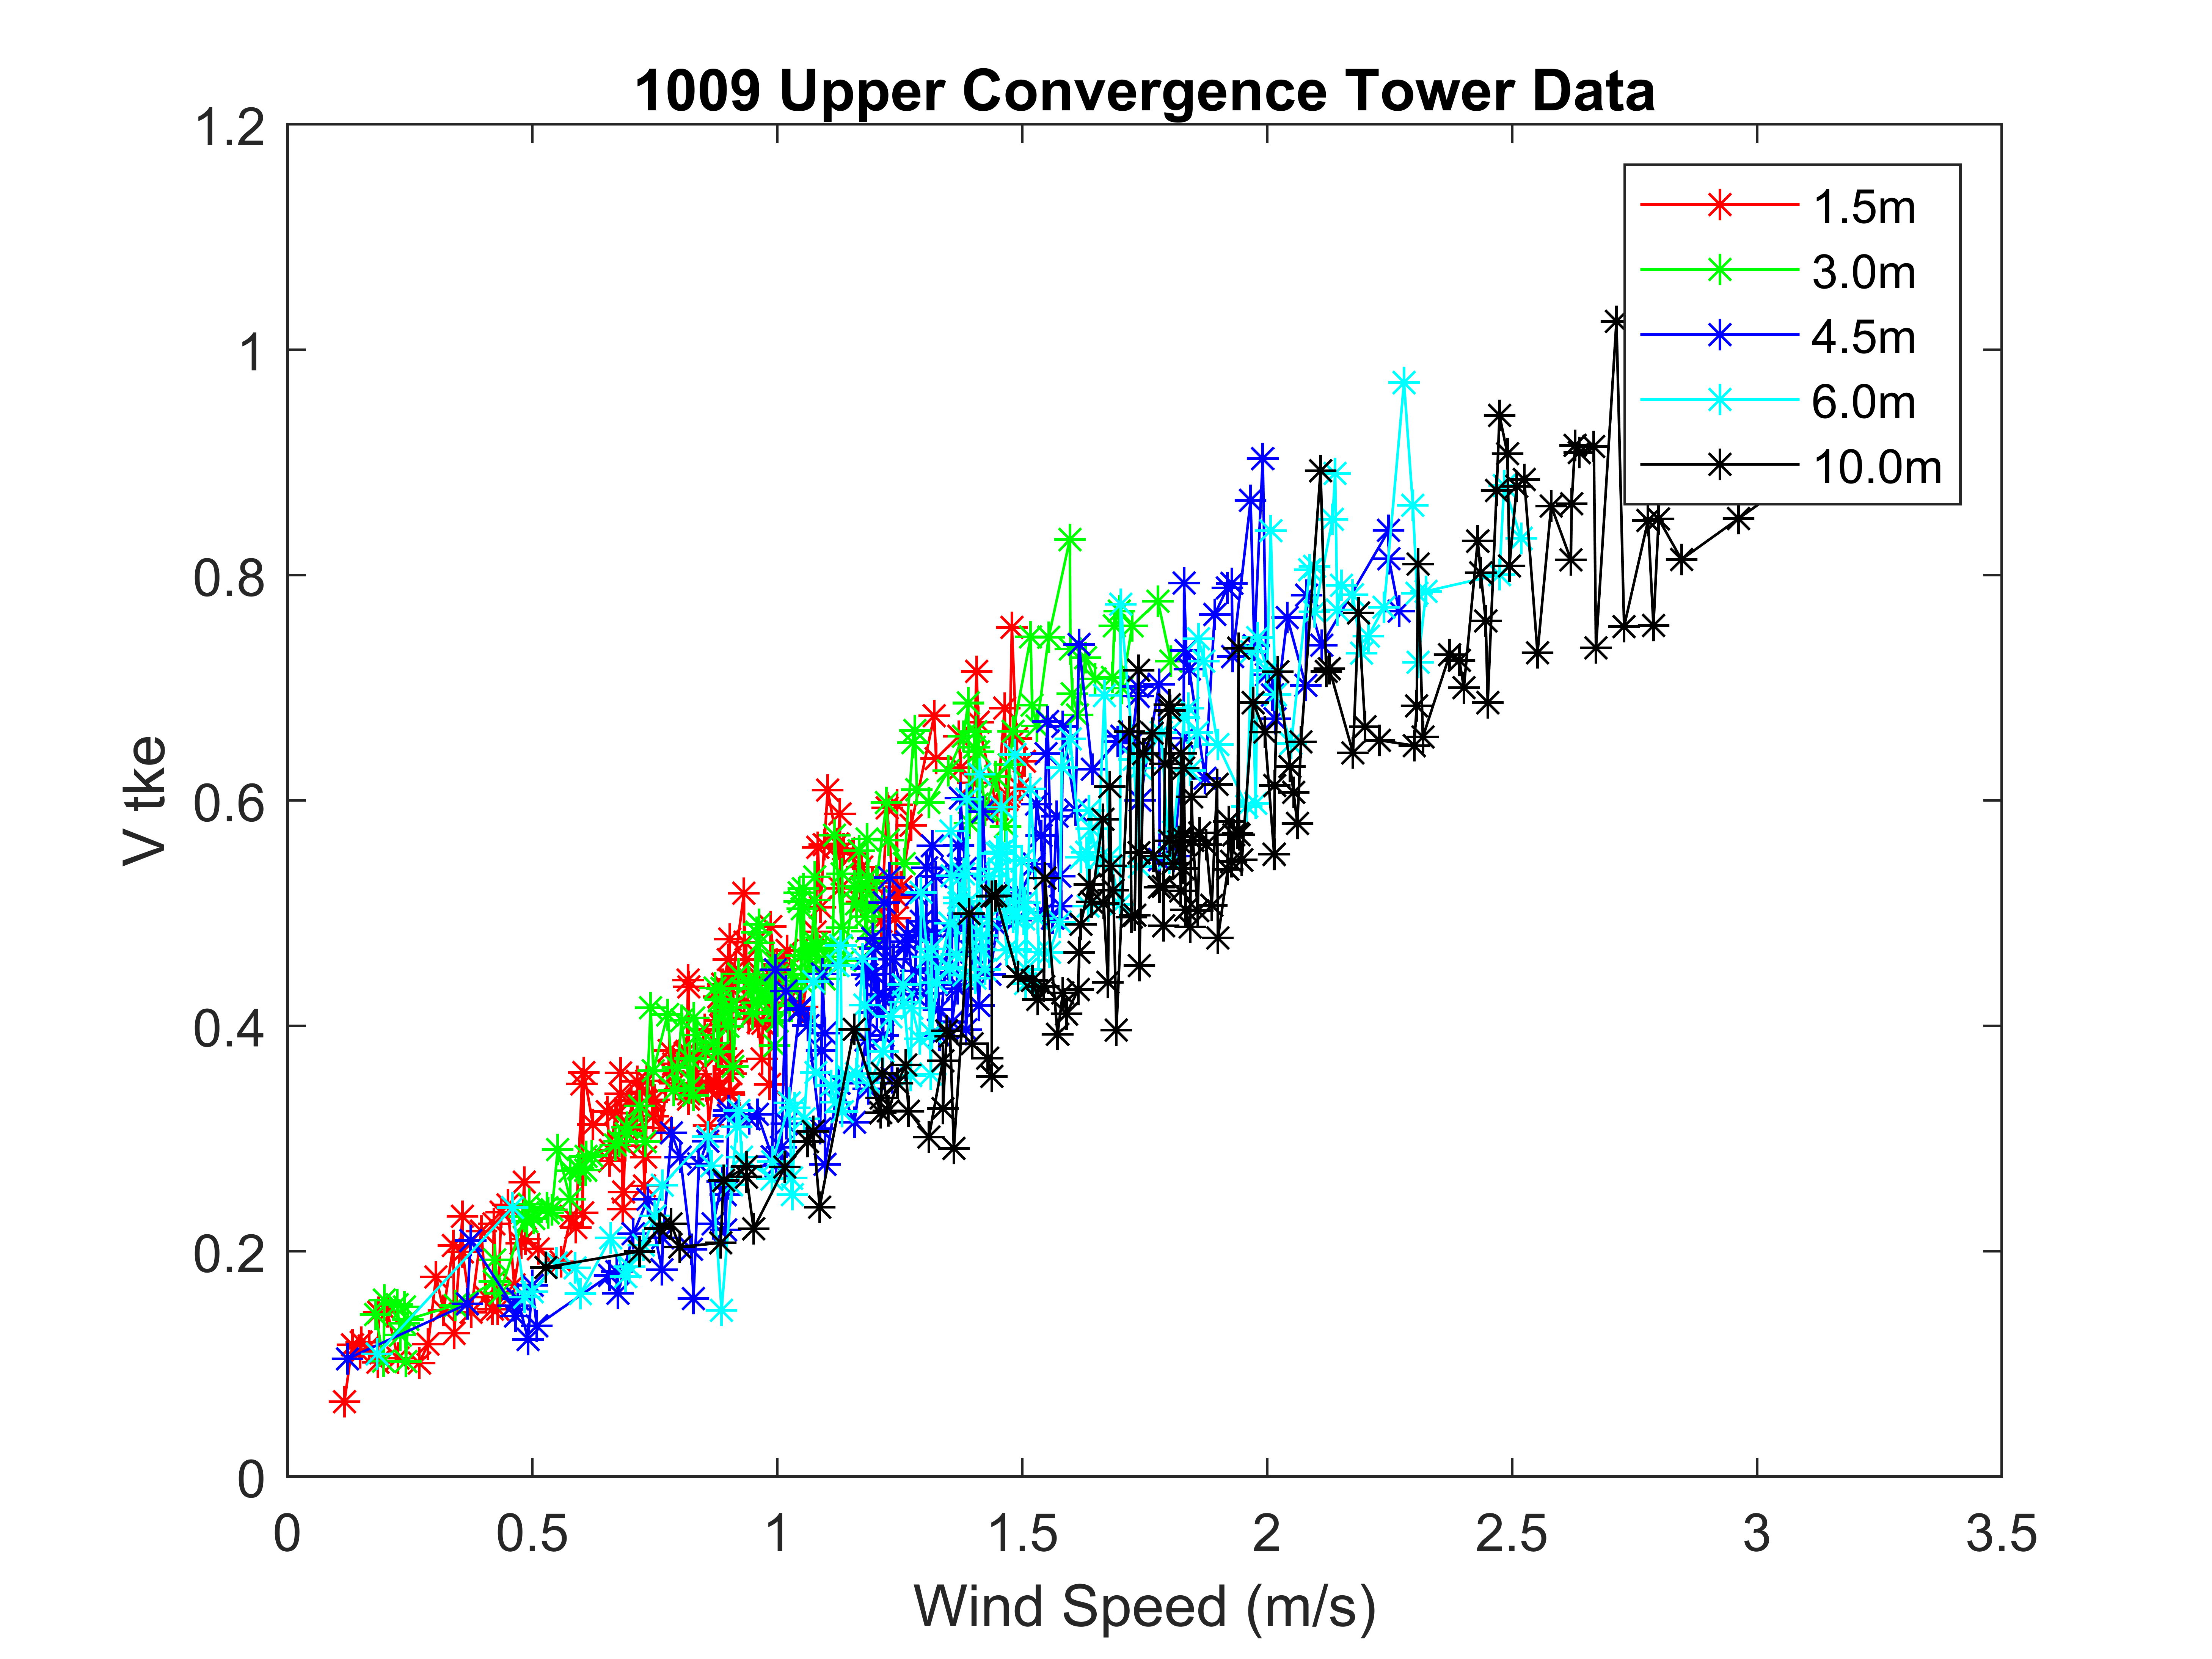 1009 Upper Convergence Tower Data
1.2
1
0.8
0.6
0.4
0.2
0
V tke
1.5m
3.0m
4.5m
6.0m
10.0m
0 0.5 1 1.5 2 2.5 3 3.5
Wind Speed (m/s)